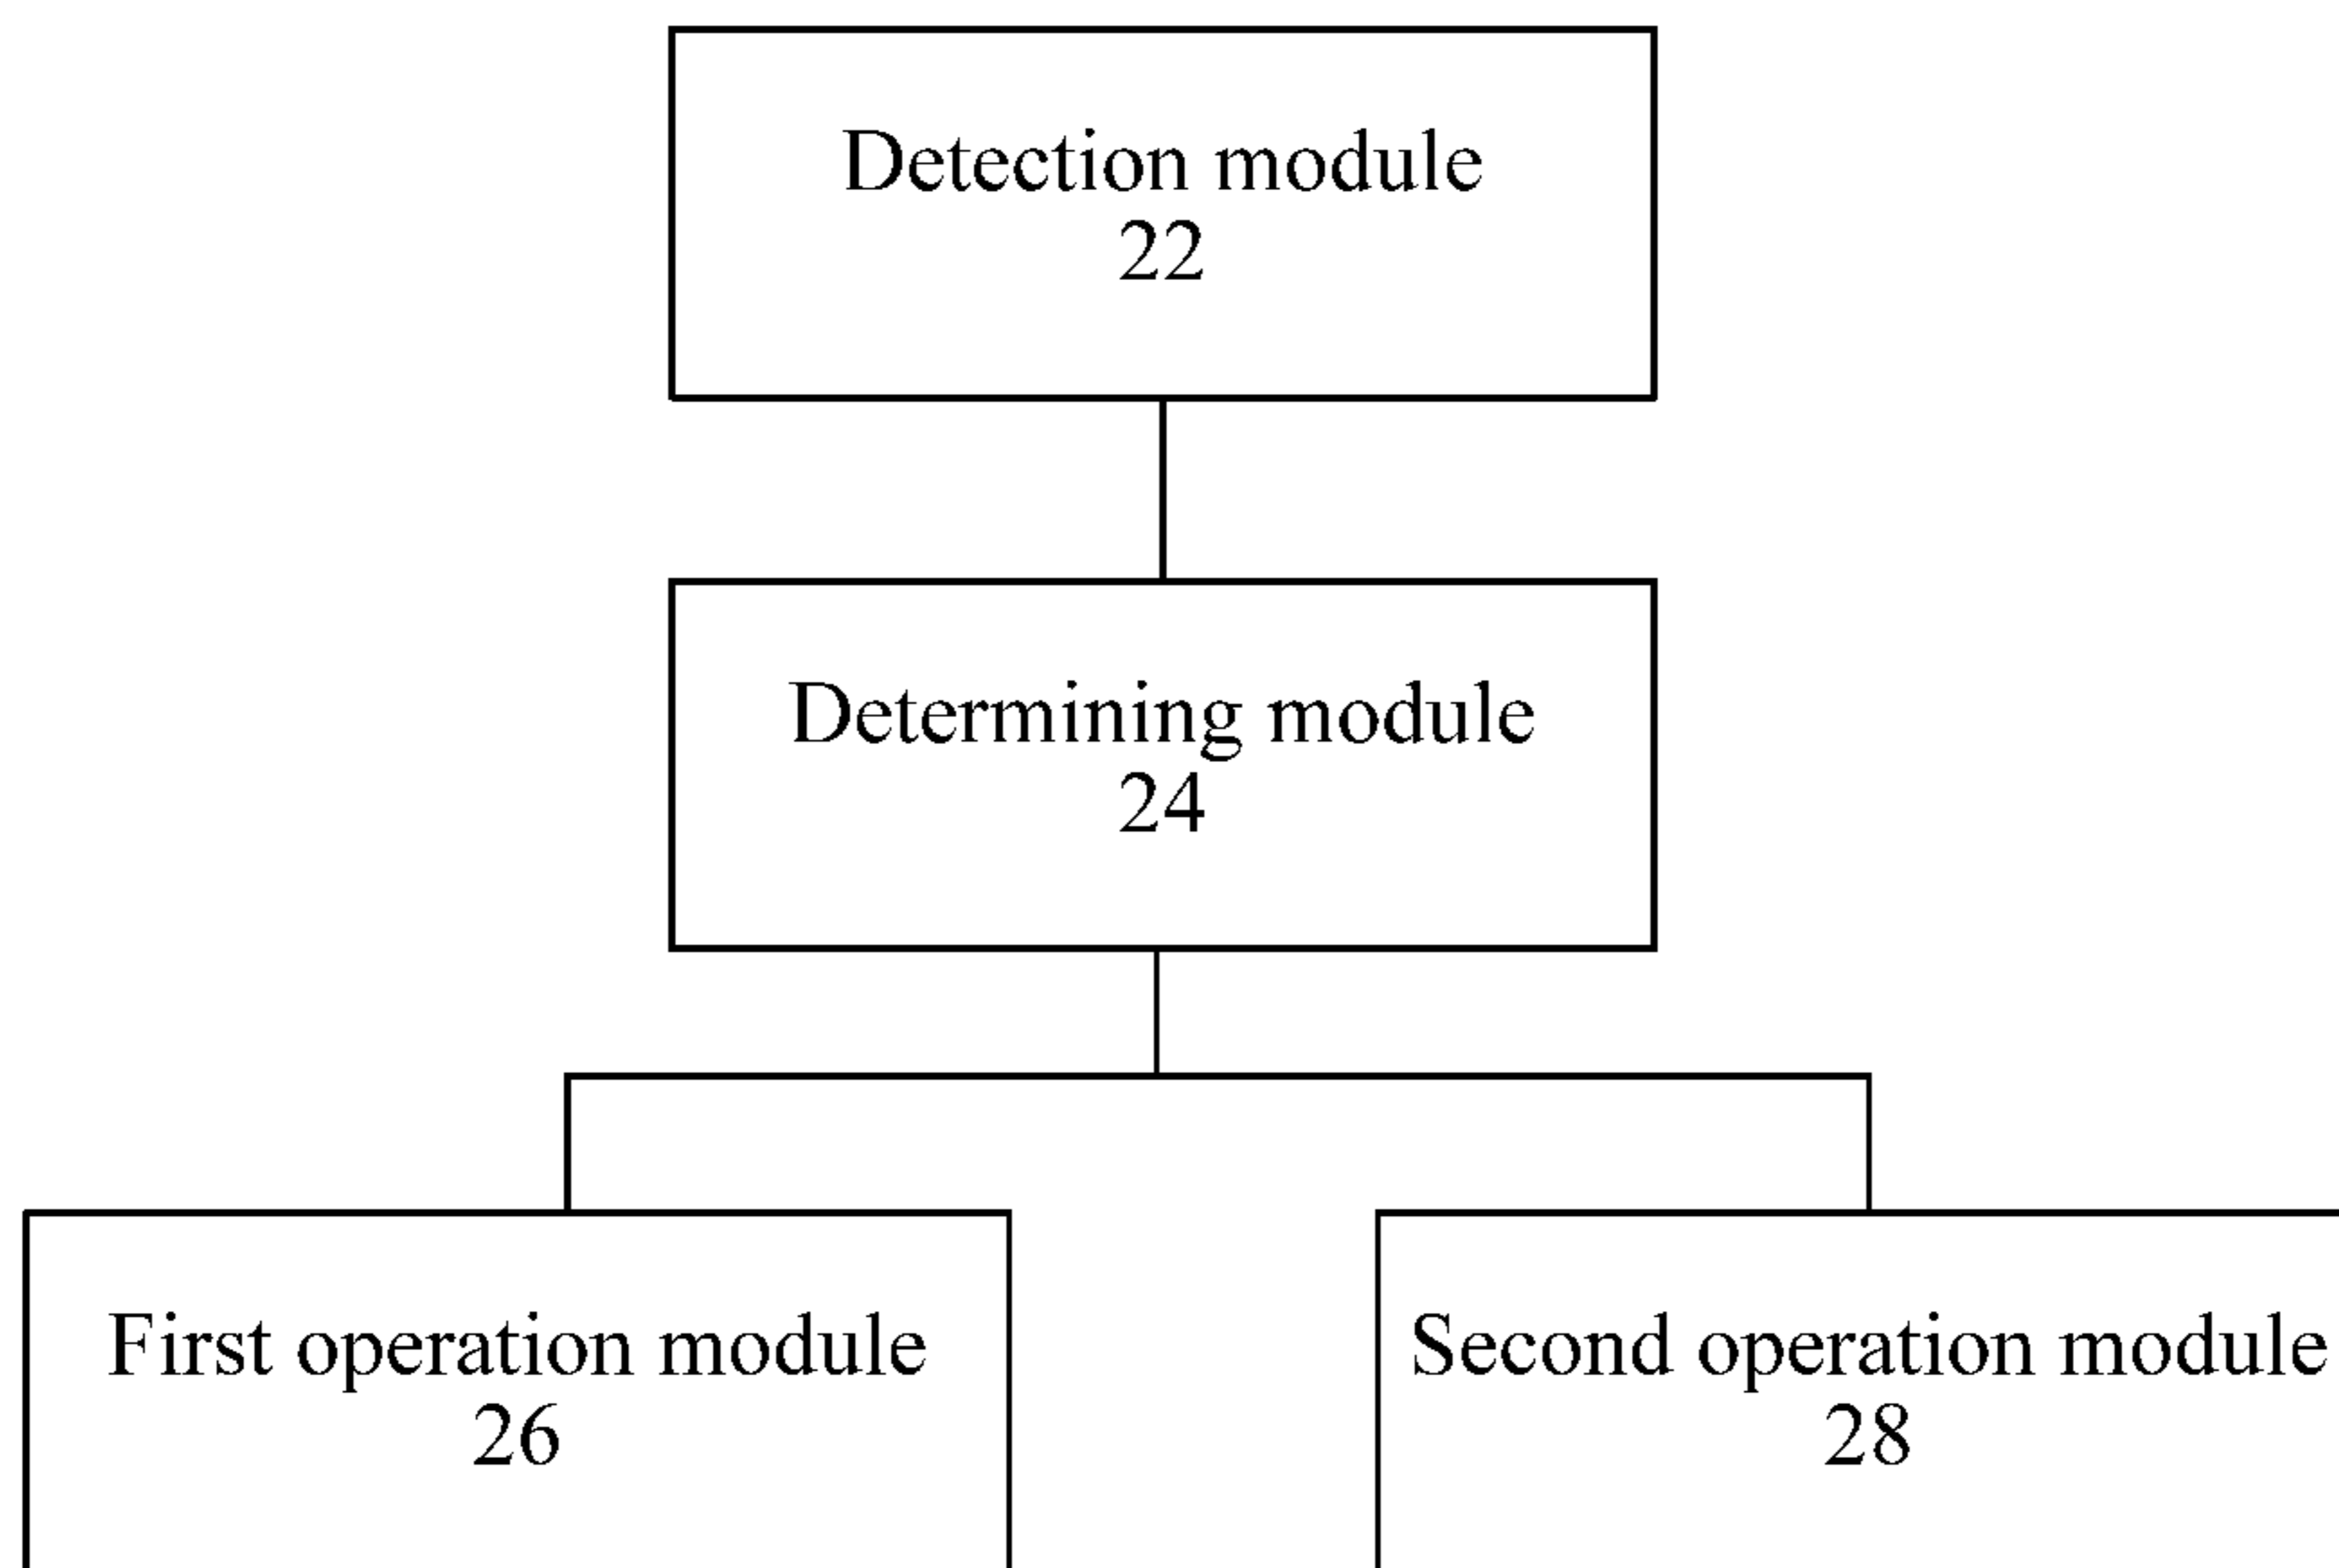 Detection module
22
Determining module
24
First operation module
26
Second operation module
28